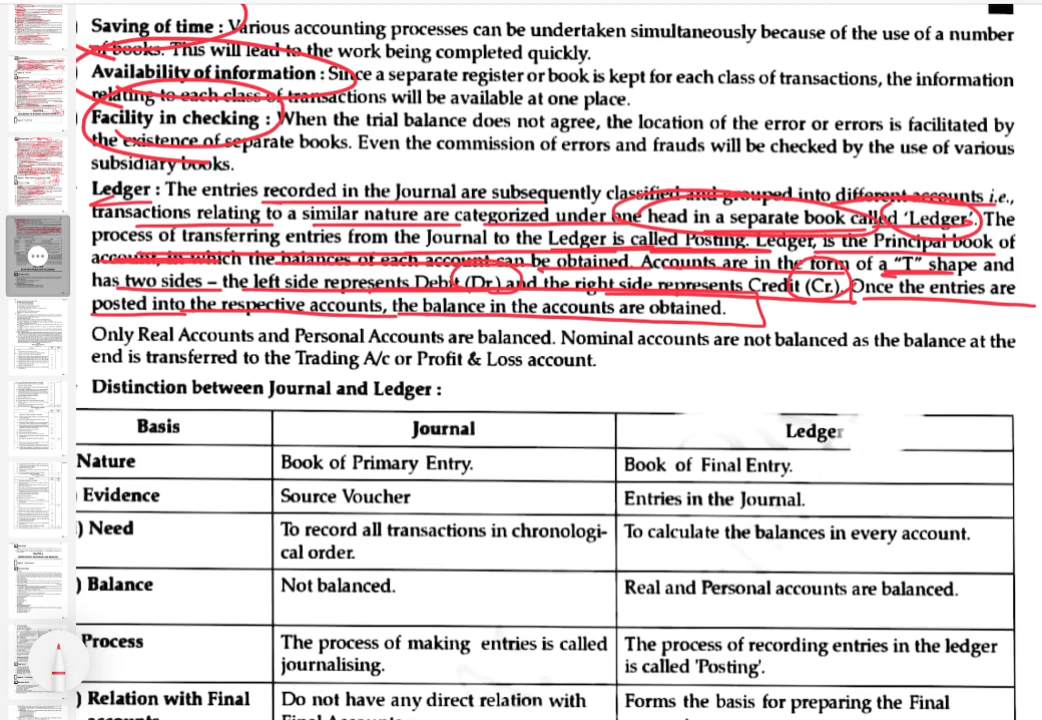 Saving of time : Various accounting processes can be undertaken simultaneously because of the use of a number
of books. This will lead to the work being completed quickly.
Availability of information : Since a separate register or book is kept for each class of transactions, the information
relating to each class of transactions will be available at one place.
Facility in checking : When the trial balance does not agree, the location of the error or errors is facilitated by
the existence of separate books. Even the commission of errors and frauds will be checked by the use of various
subsidiary books.
Ledger : The entries recorded in the Journal are subsequently classified and grouped into different accounts i.e.,
transactions relating to a similar nature are categorized under one head in a separate book called 'Ledger'. The
process of transferring entries from the Journal to the Ledger is called Posting. Ledger, is the Principal book of
account, in which the balances of each account can be obtained. Accounts are in the form of a "T" shape and
has two sides – the left side represents Debit (Dr.) and the right side represents Credit (Cr.). Once the entries are
posted into the respective accounts, the balance in the accounts are obtained.
Only Real Accounts and Personal Accounts are balanced. Nominal accounts are not balanced as the balance at the
end is transferred to the Trading A/c or Profit & Loss account.
Distinction between Journal and Ledger :
Basis Journal Ledger
Nature Book of Primary Entry. Book of Final Entry.
Evidence Source Voucher Entries in the Journal.
) Need To record all transactions in chronologi- To calculate the balances in every account.
cal order.
) Balance Not balanced. Real and Personal accounts are balanced.
Process The process of making entries is called The process of recording entries in the ledger
journalising. is called 'Posting'.
) Relation with Final Do not have any direct relation with Forms the basis for preparing the Final